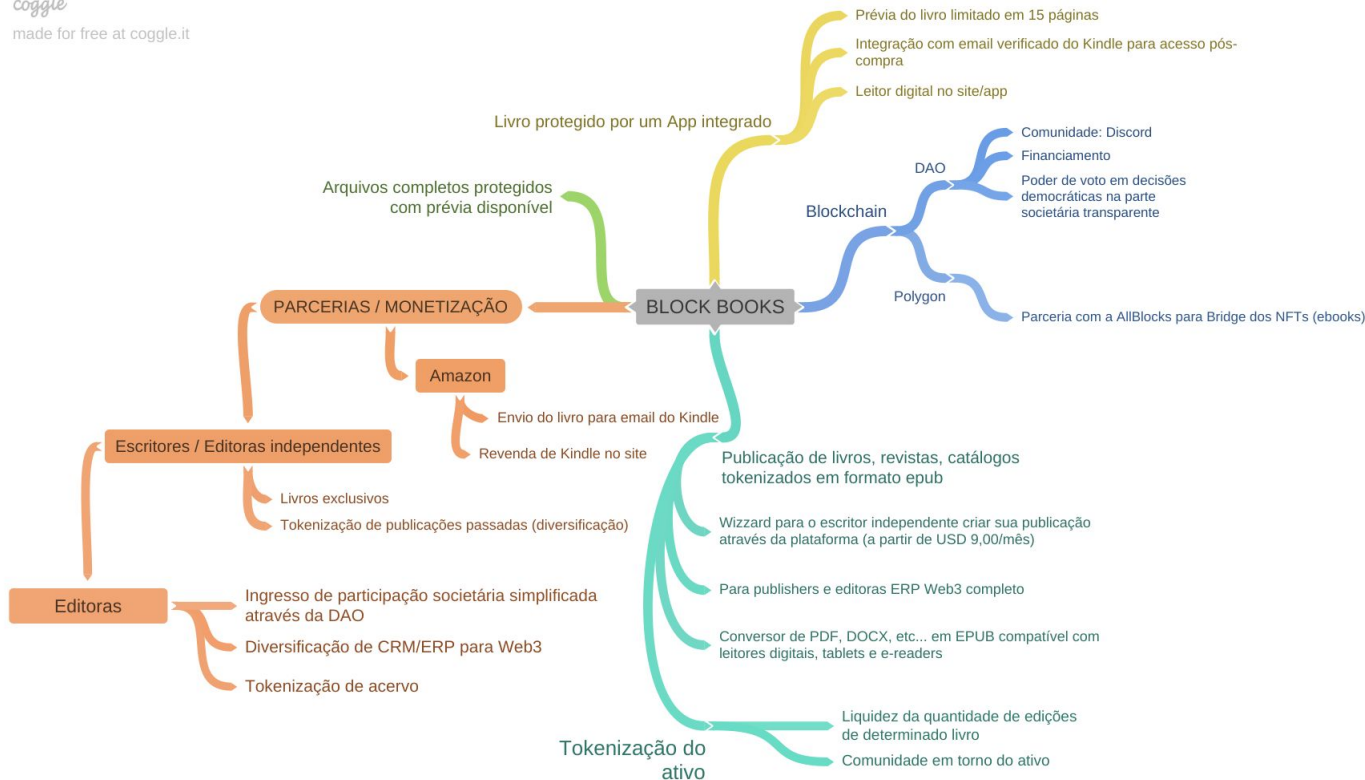 coggle
made for free at coggle.it
Prévia do livro limitado em 15 páginas
Integração com email verificado do Kindle para acesso pós-
compra
Leitor digital no site/app
Livro protegido por um App integrado
Arquivos completos protegidos
com prévia disponível
Comunidade: Discord
DAO
Financiamento
Poder de voto em decisões
democráticas na parte
societária transparente
Blockchain
Polygon
Parceria com a AllBlocks para Bridge dos NFTs (ebooks)
BLOCK BOOKS
PARCERIAS / MONETIZAÇÃO
Amazon
Envio do livro para email do Kindle
Revenda de Kindle no site
Escritores / Editoras independentes
Livros exclusivos
Tokenização de publicações passadas (diversificação)
Editoras
Ingresso de participação societária simplificada
através da DAO
Diversificação de CRM/ERP para Web3
Tokenização de acervo
Publicação de livros, revistas, catálogos
tokenizados em formato epub
Wizzard para o escritor independente criar sua publicação
através da plataforma (a partir de USD 9,00/mês)
Para publishers e editoras ERP Web3 completo
Conversor de PDF, DOCX, etc... em EPUB compatível com
leitores digitais, tablets e e-readers
Tokenização do
ativo
Liquidez da quantidade de edições
de determinado livro
Comunidade em torno do ativo